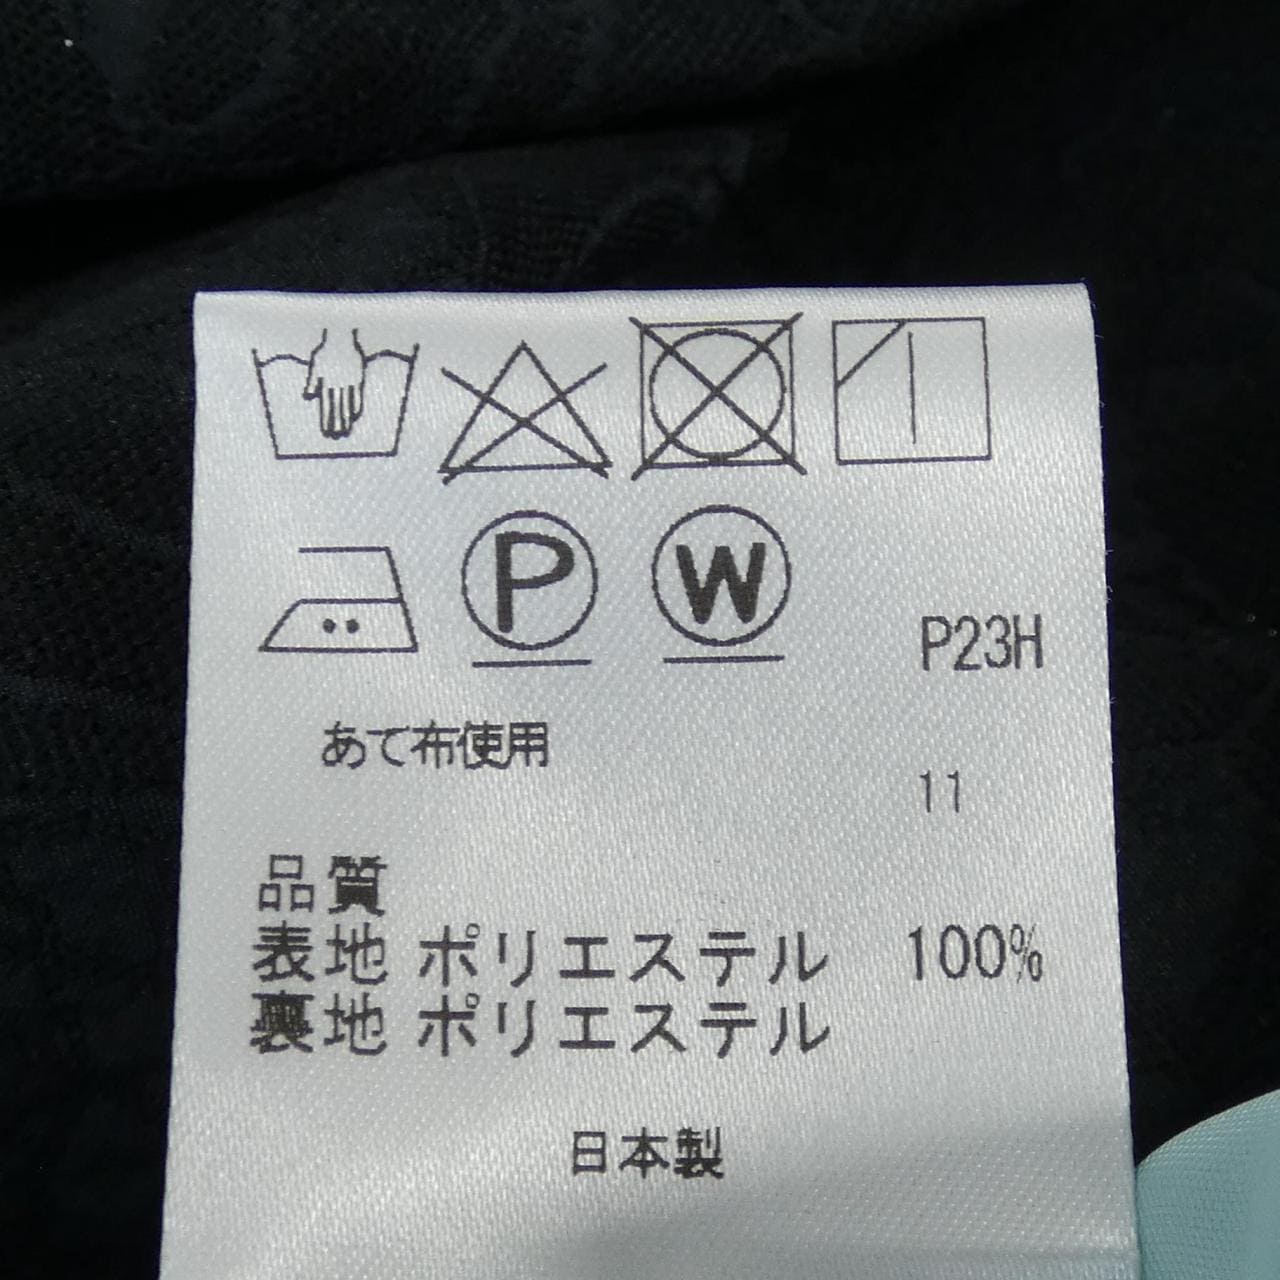 P
W
P23H
あて布使用
11
品質
表地 ポリエステル 100%
裏地 ポリエステル
日本製